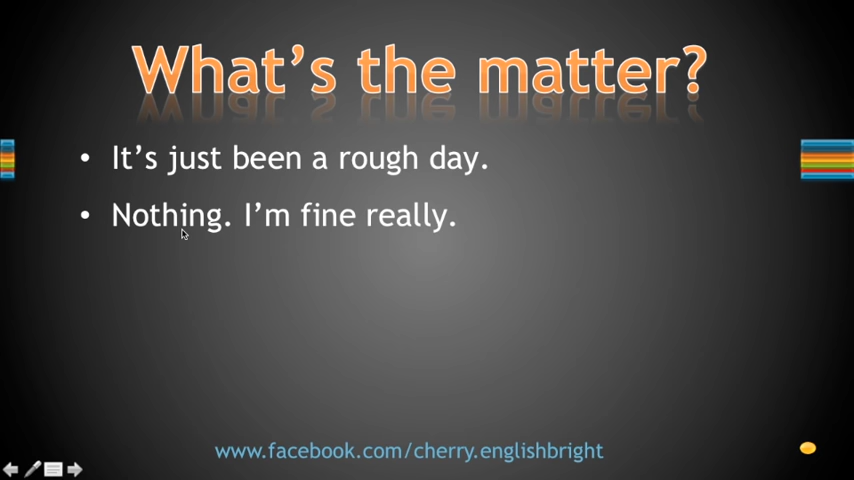 What's the matter?
• It's just been a rough day.
• Nothing. I'm fine really.
www.facebook.com/cherry.englishbright